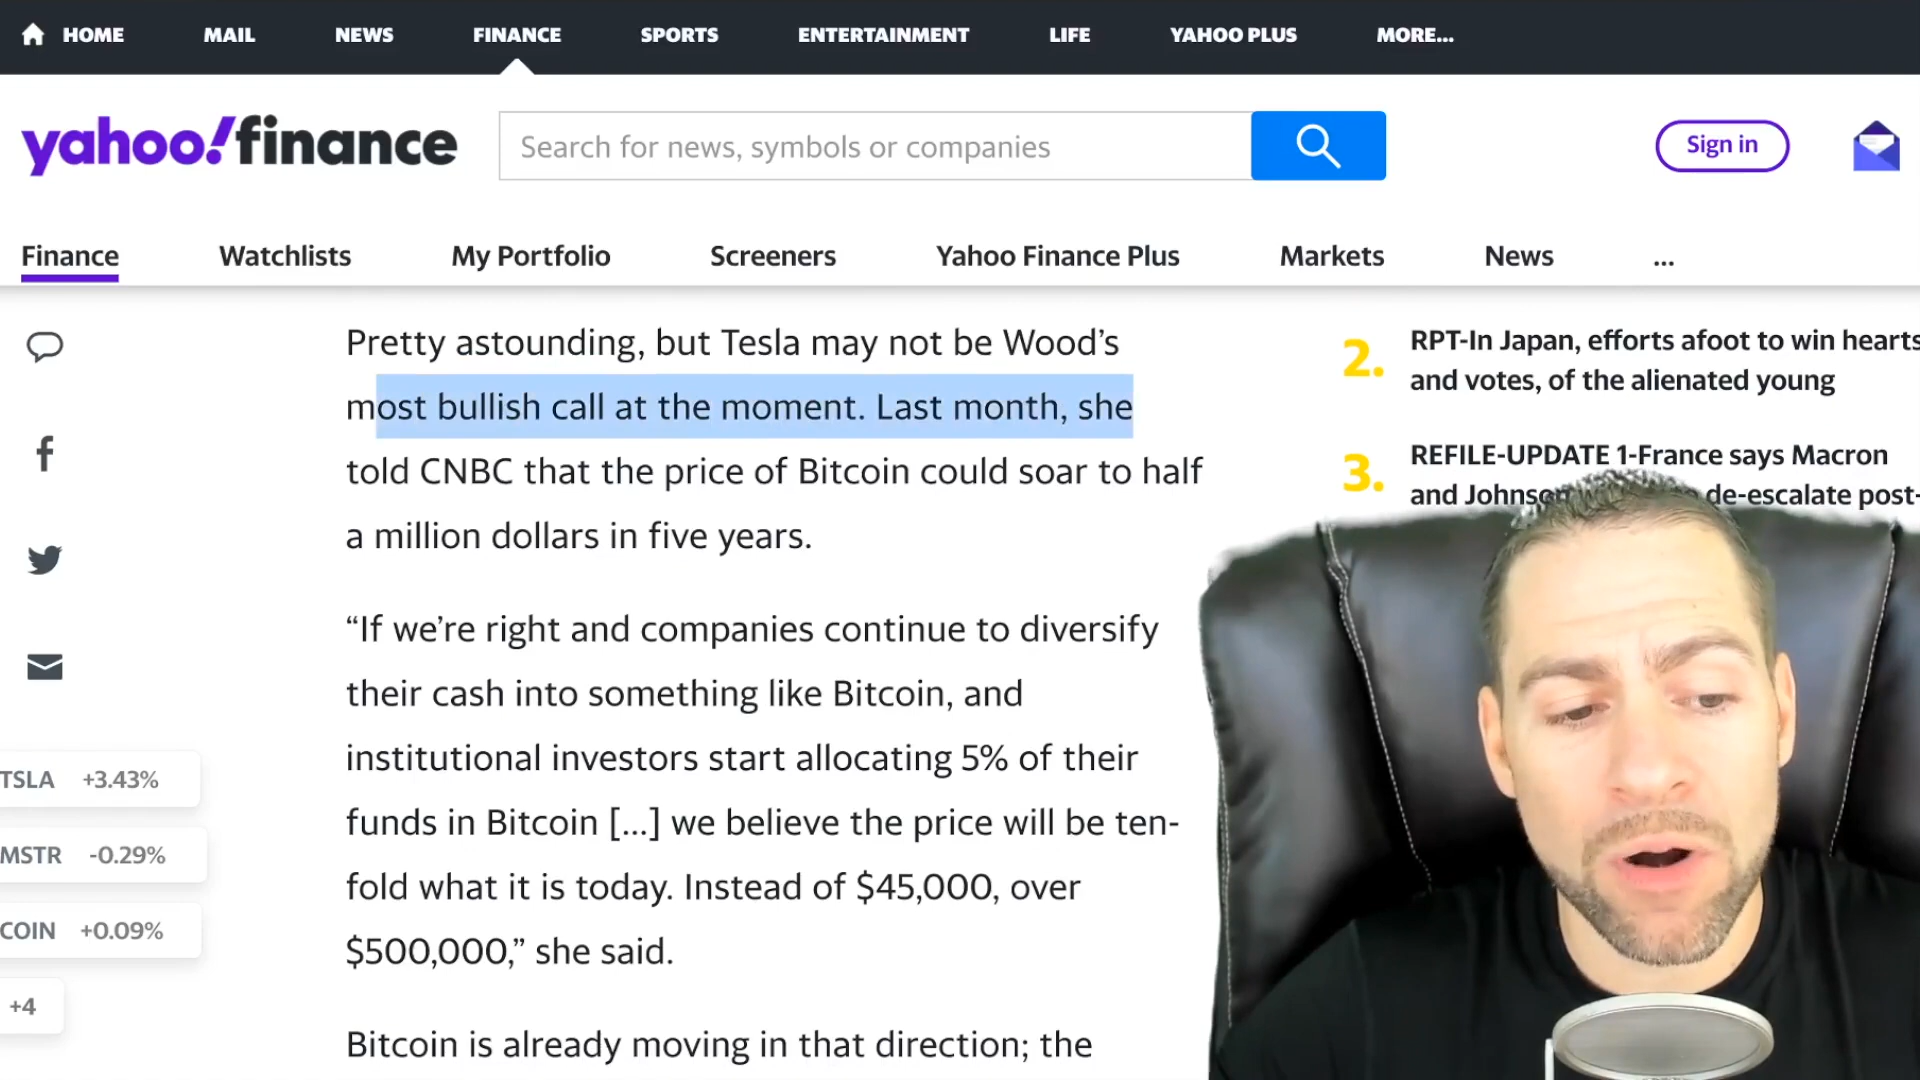 HOME MAIL NEWS FINANCE SPORTS ENTERTAINMENT LIFE YAHOO PLUS MORE...
yahoo!finance Search for news, symbols or companies Sign in
Finance Watchlists My Portfolio Screeners Yahoo Finance Plus Markets News ...
Pretty astounding, but Tesla may not be Wood’s
most bullish call at the moment. Last month, she
told CNBC that the price of Bitcoin could soar to half
a million dollars in five years.
“If we’re right and companies continue to diversify
their cash into something like Bitcoin, and
institutional investors start allocating 5% of their
funds in Bitcoin [...] we believe the price will be ten-
fold what it is today. Instead of $45,000, over
$500,000,” she said.
Bitcoin is already moving in that direction; the
2. RPT-In Japan, efforts afoot to win hearts
and votes, of the alienated young
3. REFILE-UPDATE 1-France says Macron
and Johnson de-escalate post-
TSLA +3.43%
MSTR -0.29%
COIN +0.09%
+4